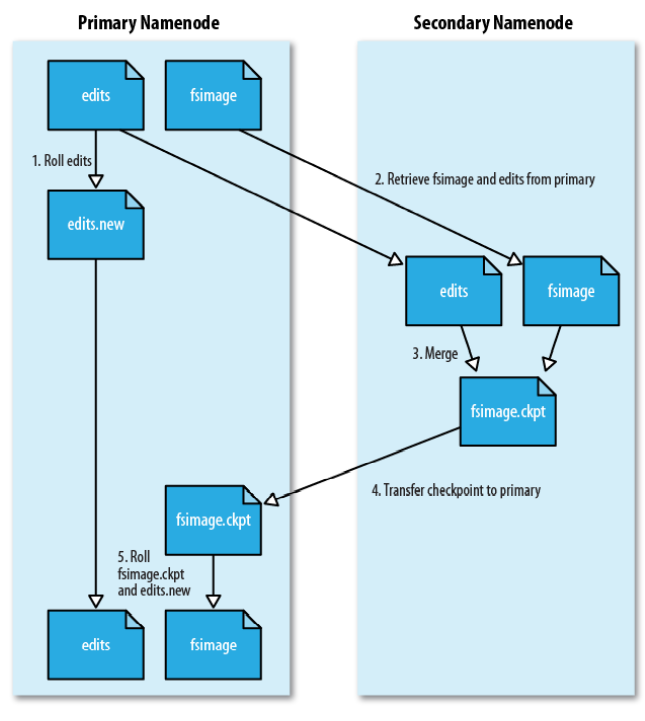 Primary Namenode
Secondary Namenode
edits
fsimage
1. Roll edits
2. Retrieve fsimage and edits from primary
edits.new
edits
fsimage
3. Merge
fsimage.ckpt
4. Transfer checkpoint to primary
fsimage.ckpt
5. Roll
fsimage.ckpt
and edits.new
edits
fsimage